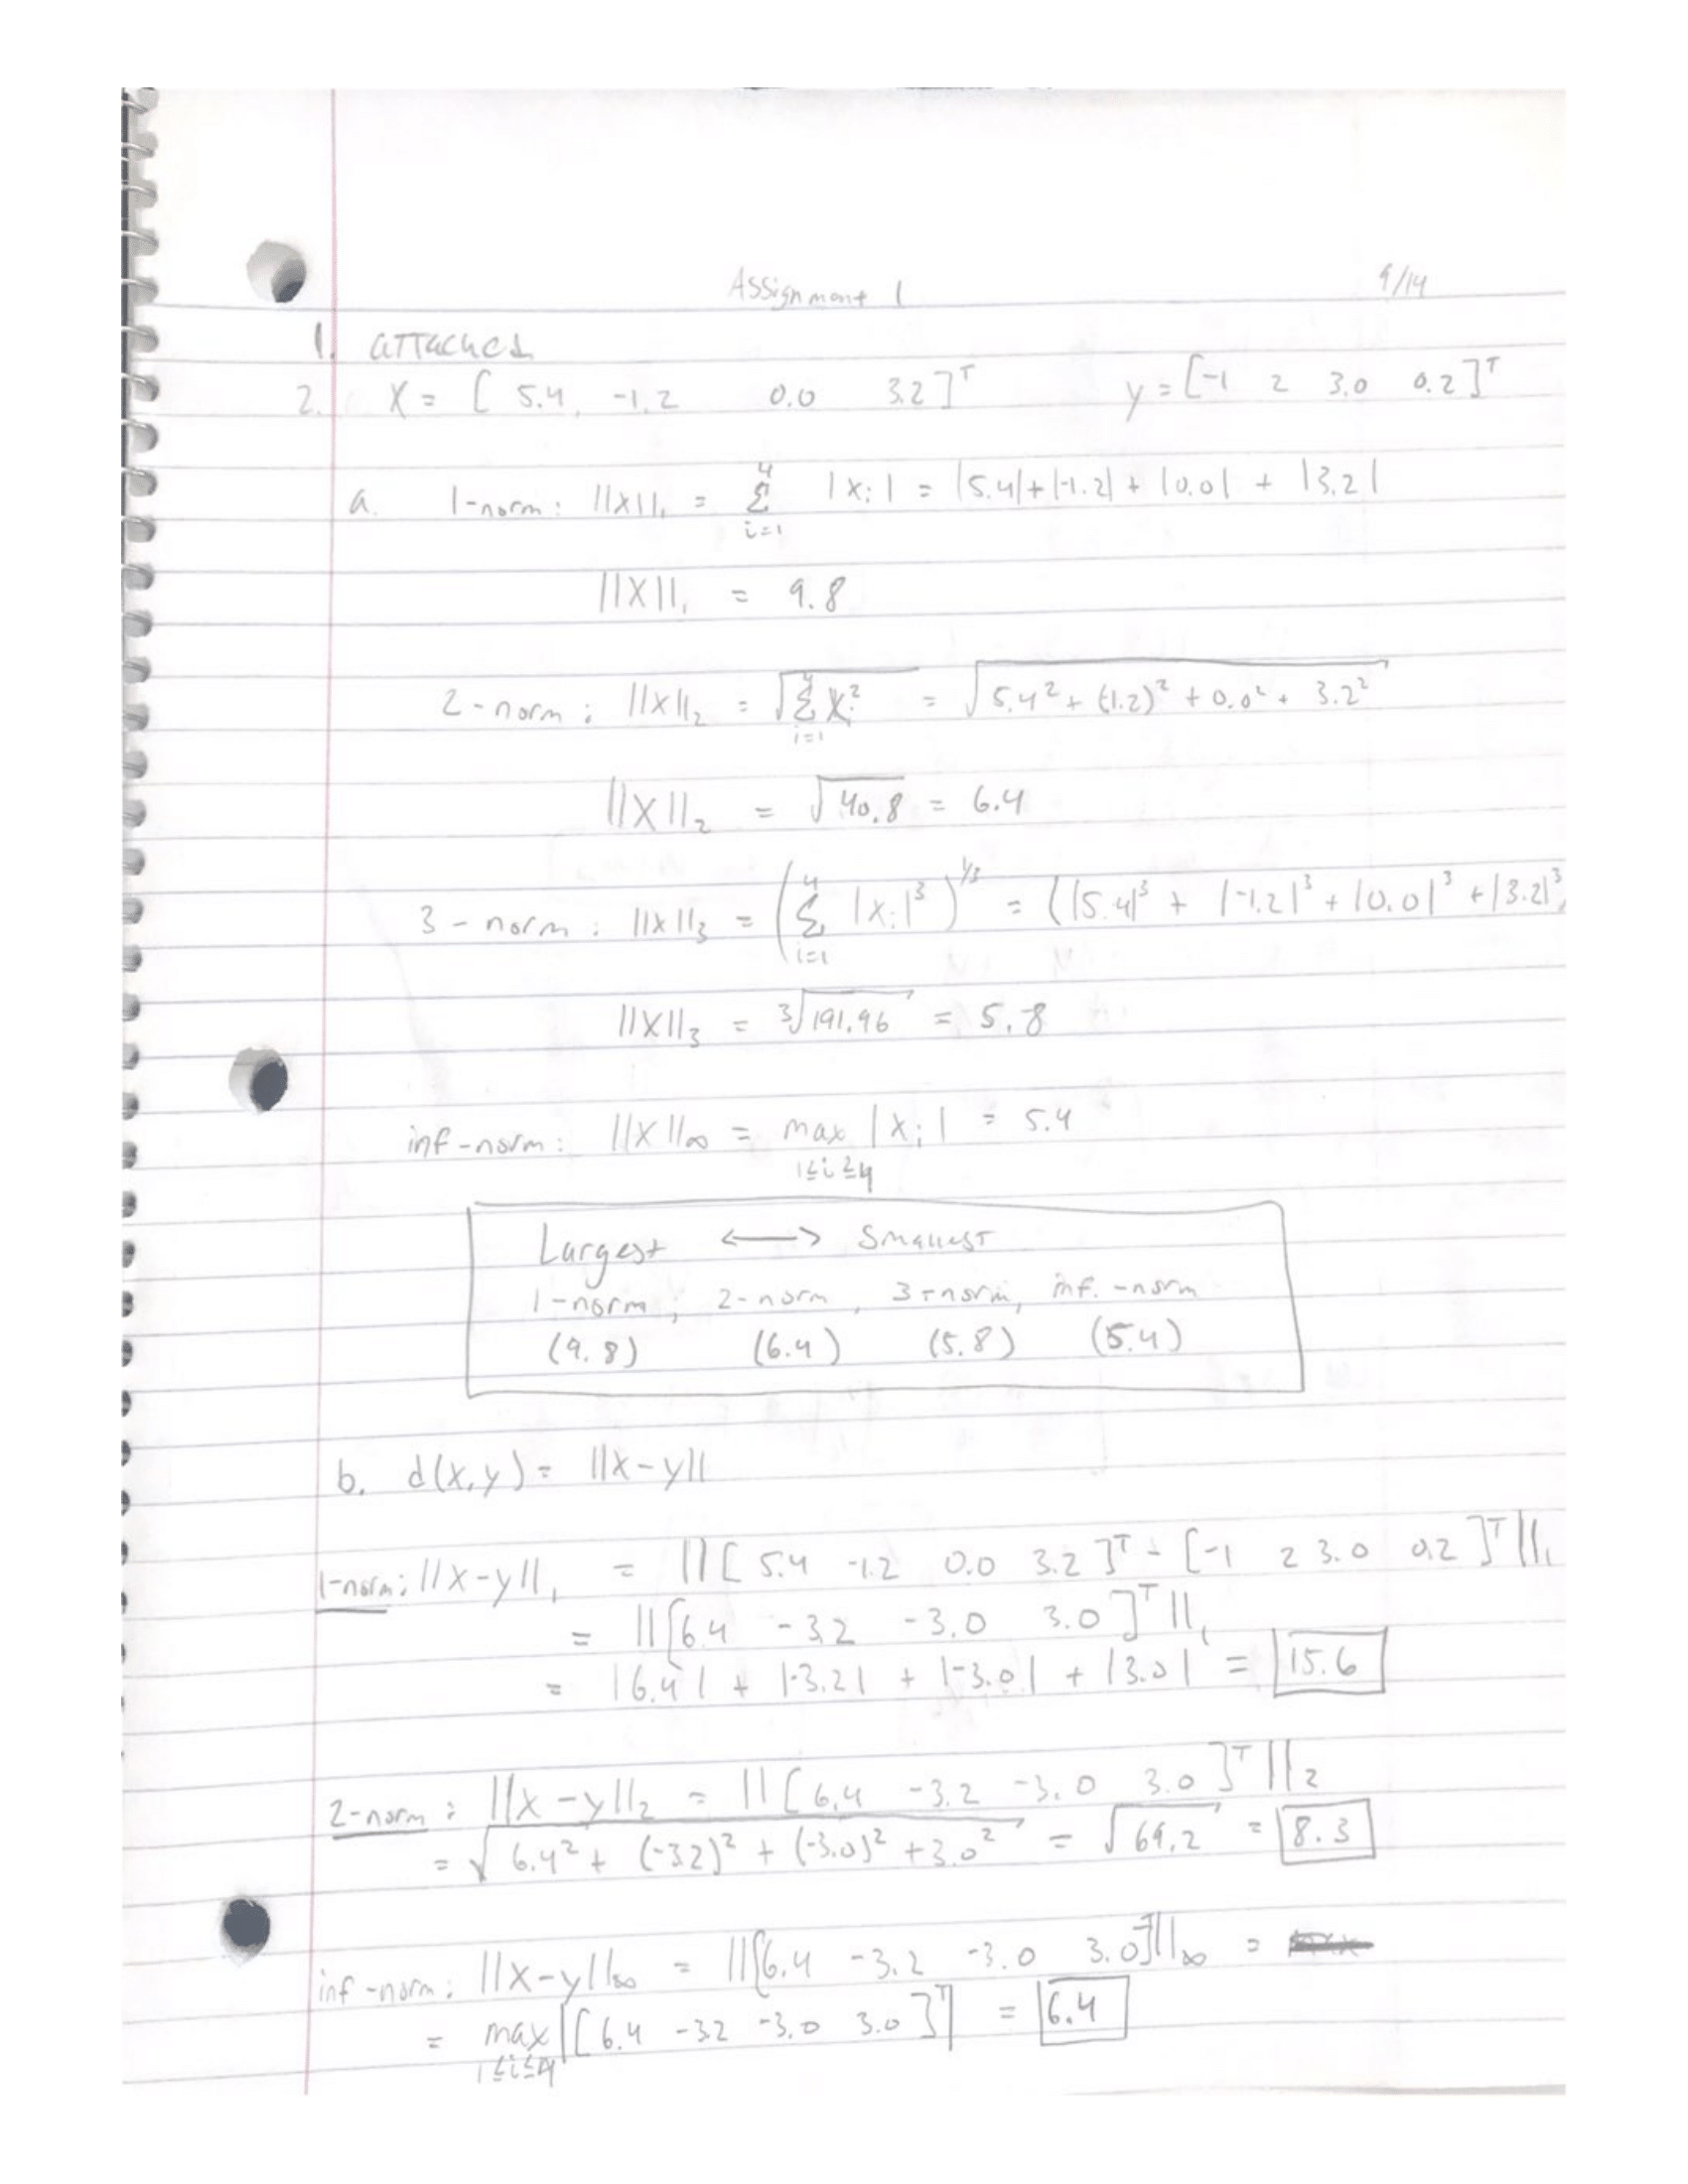 Assignment 1 9/14
1. attached
2. X = [ 5.4, -1.2 0.0 3.2 ]ᵀ y = [-1 2 3.0 0.2]ᵀ
a. 1-norm: ||X||₁ = Σ⁴ᵢ₌₁ |xᵢ| = |5.4|+|-1.2| + |0.0| + |3.2|
||X||₁ = 9.8
2-norm: ||X||₂ = √(Σ⁴ᵢ₌₁ xᵢ²) = √(5.4² + (-1.2)² + 0.0² + 3.2²)
||X||₂ = √40.8 = 6.4
3-norm: ||X||₃ = (Σ⁴ᵢ₌₁ |xᵢ|³)^1/3 = (|5.4|³ + |-1.2|³ + |0.0|³ + |3.2|³
||X||₃ = ³√191.96 = 5.8
inf-norm: ||X||∞ = max |xᵢ| = 5.4
1≤i≥4
Largest ⟷ Smallest
1-norm, 2-norm, 3-norm, inf.-norm
(9.8) (6.4) (5.8) (5.4)
b. d(x,y) = ||x-y||
1-norm: ||x-y||₁ = ||[ 5.4 -1.2 0.0 3.2 ]ᵀ - [-1 2 3.0 0.2 ]ᵀ||₁
= ||[6.4 -3.2 -3.0 3.0 ]ᵀ||₁
= |6.4| + |-3.2| + |-3.0| + |3.0| = 15.6
2-norm: ||x-y||₂ = ||[ 6.4 -3.2 -3.0 3.0 ]ᵀ||₂
= √(6.4² + (-3.2)² + (-3.0)² + 3.0²) = √69.2 = 8.3
inf-norm: ||x-y||∞ = ||[6.4 -3.2 -3.0 3.0]ᵀ||∞ =
= max |[ 6.4 -3.2 -3.0 3.0 ]ᵀ| = 6.4
1≤i≤4